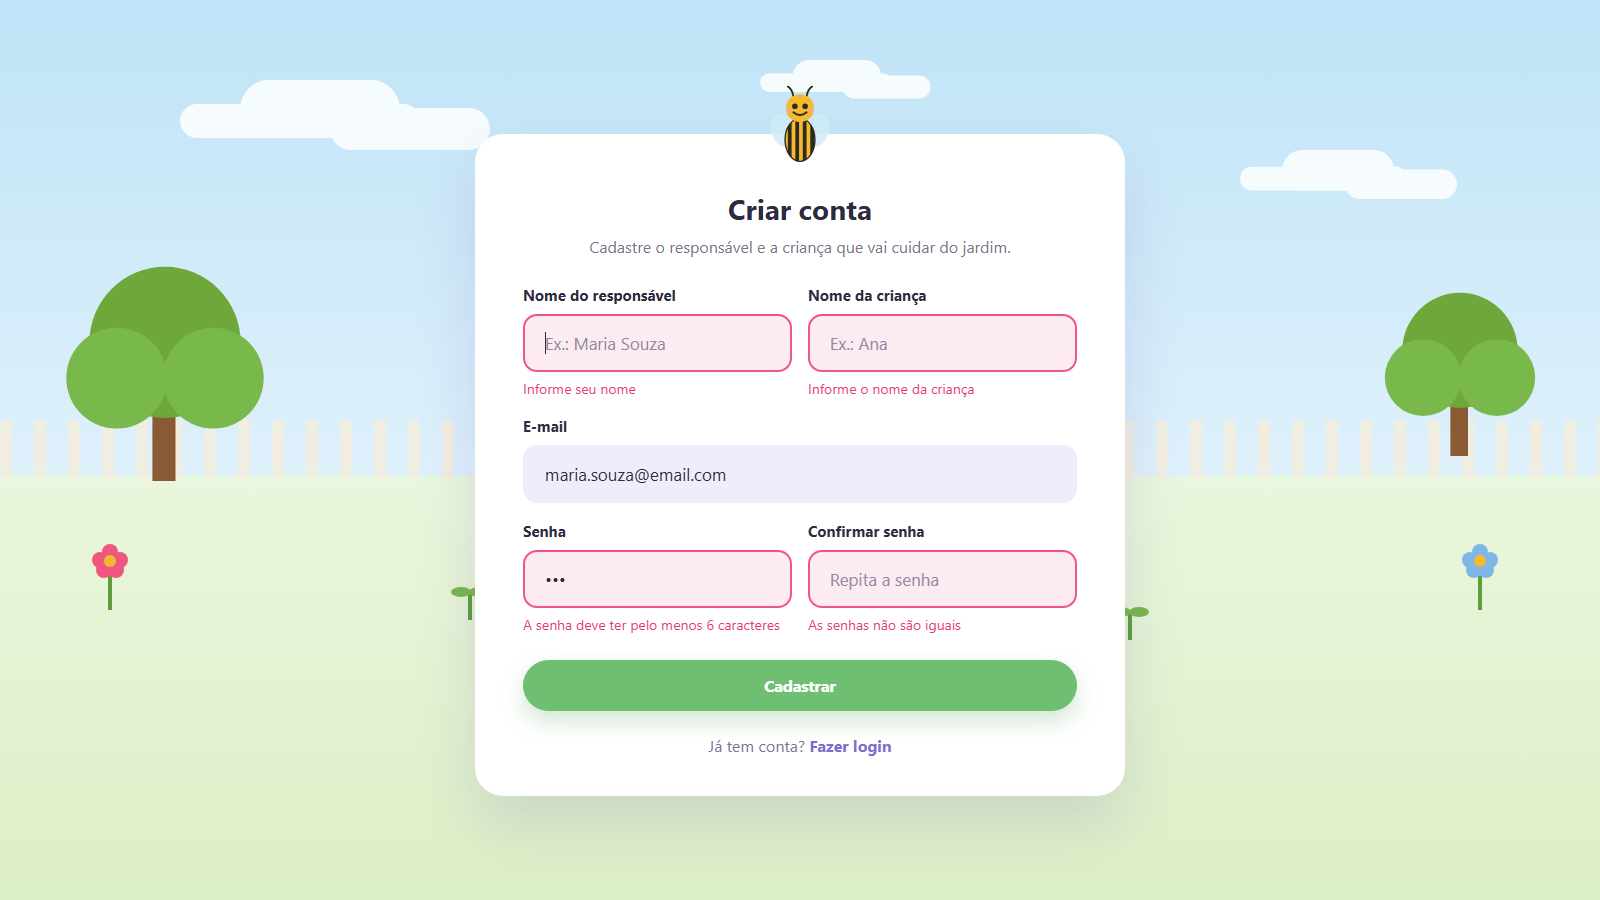 Criar conta
Cadastre o responsável e a criança que vai cuidar do jardim.
Nome do responsável
Nome da criança
Ex.: Maria Souza
Ex.: Ana
Informe seu nome
Informe o nome da criança
E-mail
maria.souza@email.com
Senha
Confirmar senha
•••
Repita a senha
A senha deve ter pelo menos 6 caracteres
As senhas não são iguais
Cadastrar
Já tem conta? Fazer login